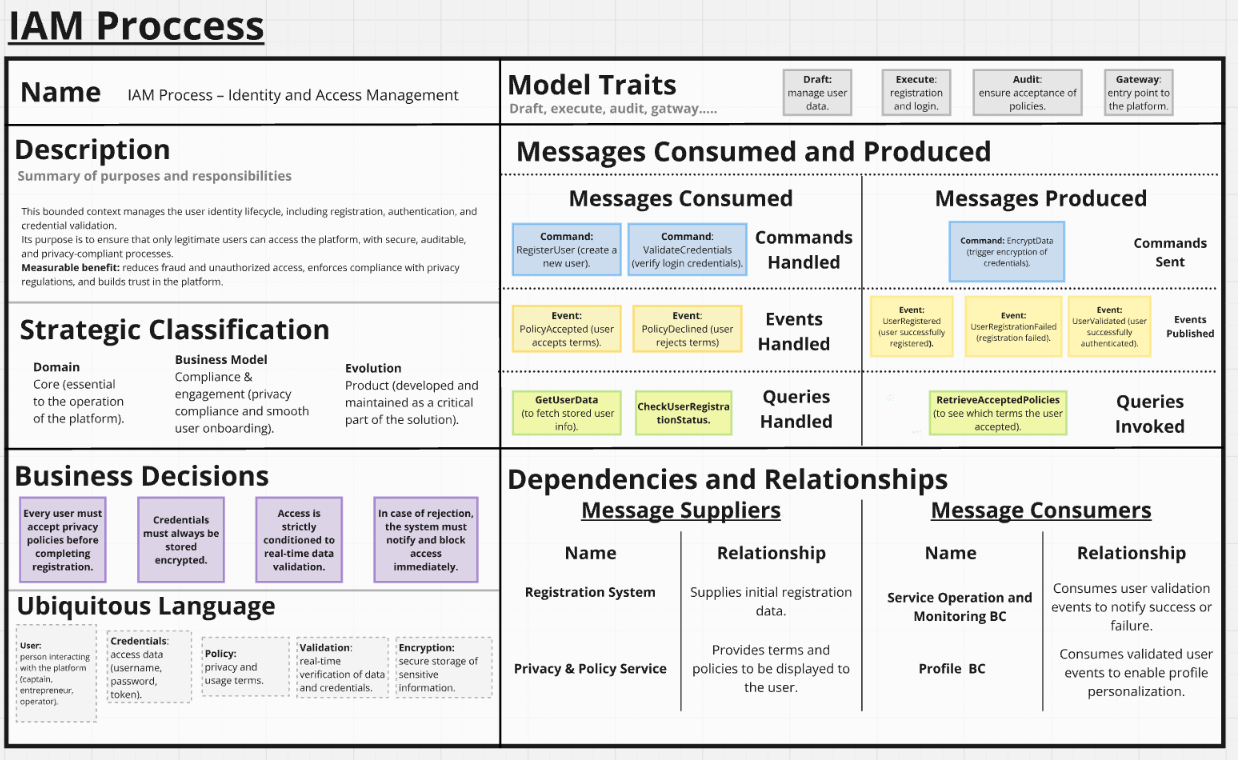 IAM Proccess
Name
IAM Process – Identity and Access Management
Description
Summary of purposes and responsibilities
This bounded context manages the user identity lifecycle, including registration, authentication, and
credential validation.
Its purpose is to ensure that only legitimate users can access the platform, with secure, auditable,
and privacy-compliant processes.
Measurable benefit: reduces fraud and unauthorized access, enforces compliance with privacy
regulations, and builds trust in the platform.
Strategic Classification
Domain
Core (essential
to the operation
of the platform).
Business Model
Compliance &
engagement (privacy
compliance and smooth
user onboarding).
Evolution
Product (developed and
maintained as a critical
part of the solution).
Business Decisions
Every user must
accept privacy
policies before
completing
registration.
Credentials
must always be
stored
encrypted.
Access is
strictly
conditioned to
real-time data
validation.
In case of rejection,
the system must
notify and block
access
immediately.
Ubiquitous Language
User:
person interacting
with the platform
(captain,
entrepreneur,
operator).
Credentials:
access data
(username,
password,
token).
Policy:
privacy and
usage terms.
Validation:
real-time
verification of data
and credentials.
Encryption:
secure storage of
sensitive
information.
Model Traits
Draft, execute, audit, gatway.....
Draft:
manage user
data.
Execute:
registration
and login.
Audit:
ensure acceptance of
policies.
Gateway:
entry point to
the platform.
Messages Consumed and Produced
Messages Consumed
Command:
RegisterUser (create a
new user).
Command:
ValidateCredentials
(verify login credentials).
Commands
Handled
Event:
PolicyAccepted (user
accepts terms).
Event:
PolicyDeclined (user
rejects terms)
Events
Handled
GetUserData
(to fetch stored user
info).
CheckUserRegistra
tionStatus.
Queries
Handled
Messages Produced
Command: EncryptData
(trigger encryption of
credentials).
Commands
Sent
Event:
UserRegistered
(user successfully
registered).
Event:
UserRegistrationFailed
(registration failed).
Event:
UserValidated (user
successfully
authenticated).
Events
Published
RetrieveAcceptedPolicies
(to see which terms the user
accepted).
Queries
Invoked
Dependencies and Relationships
Message Suppliers
Name
Relationship
Registration System
Supplies initial registration
data.
Privacy & Policy Service
Provides terms and
policies to be displayed to
the user.
Message Consumers
Name
Relationship
Service Operation and
Monitoring BC
Consumes user validation
events to notify success or
failure.
Profile BC
Consumes validated user
events to enable profile
personalization.